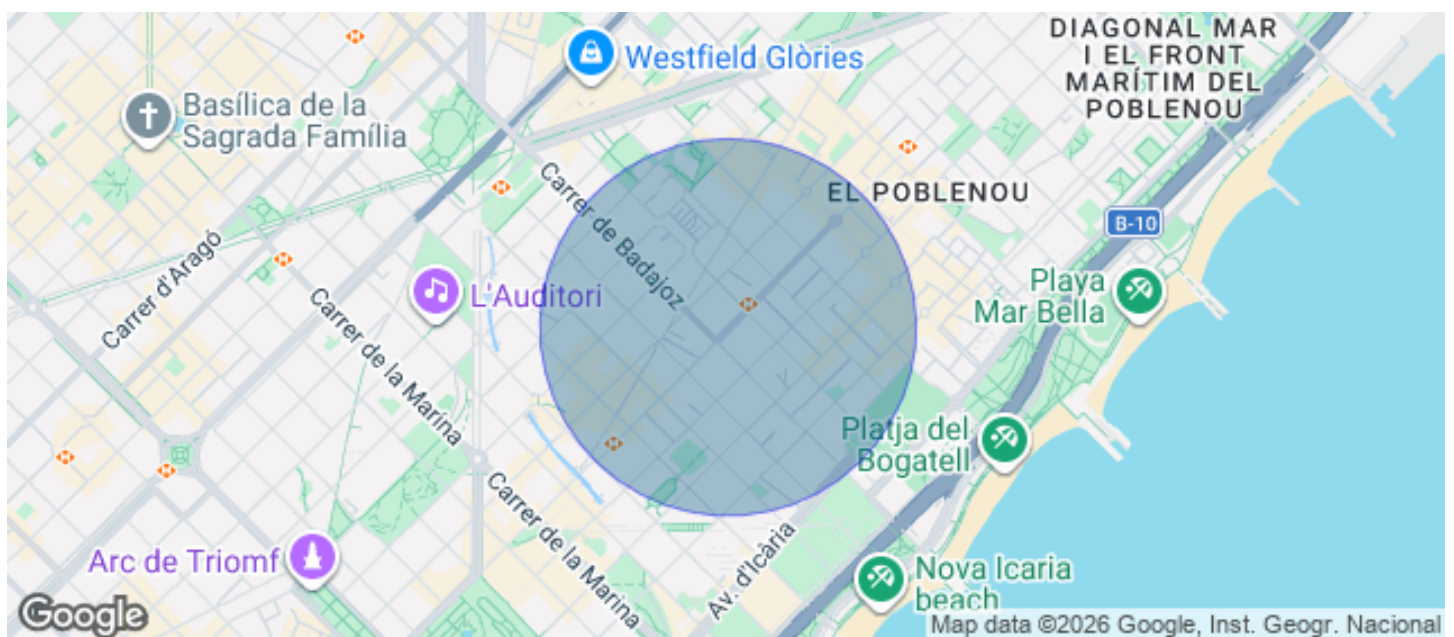 DIAGONAL MAR
I EL FRONT
MARÍTIM DEL
POBLENOU
Westfield Glòries
Basílica de la
Sagrada Família
Carrer de Badajoz
EL POBLENOU
B-10
Carrer d'Aragó
L'Auditori
Playa
Mar Bella
Carrer de la Marina
Platja del
Bogatell
Carrer de la Marina
Av. d'Icària
Arc de Triomf
Nova Icaria
beach
Google
Map data ©2026 Google, Inst. Geogr. Nacional